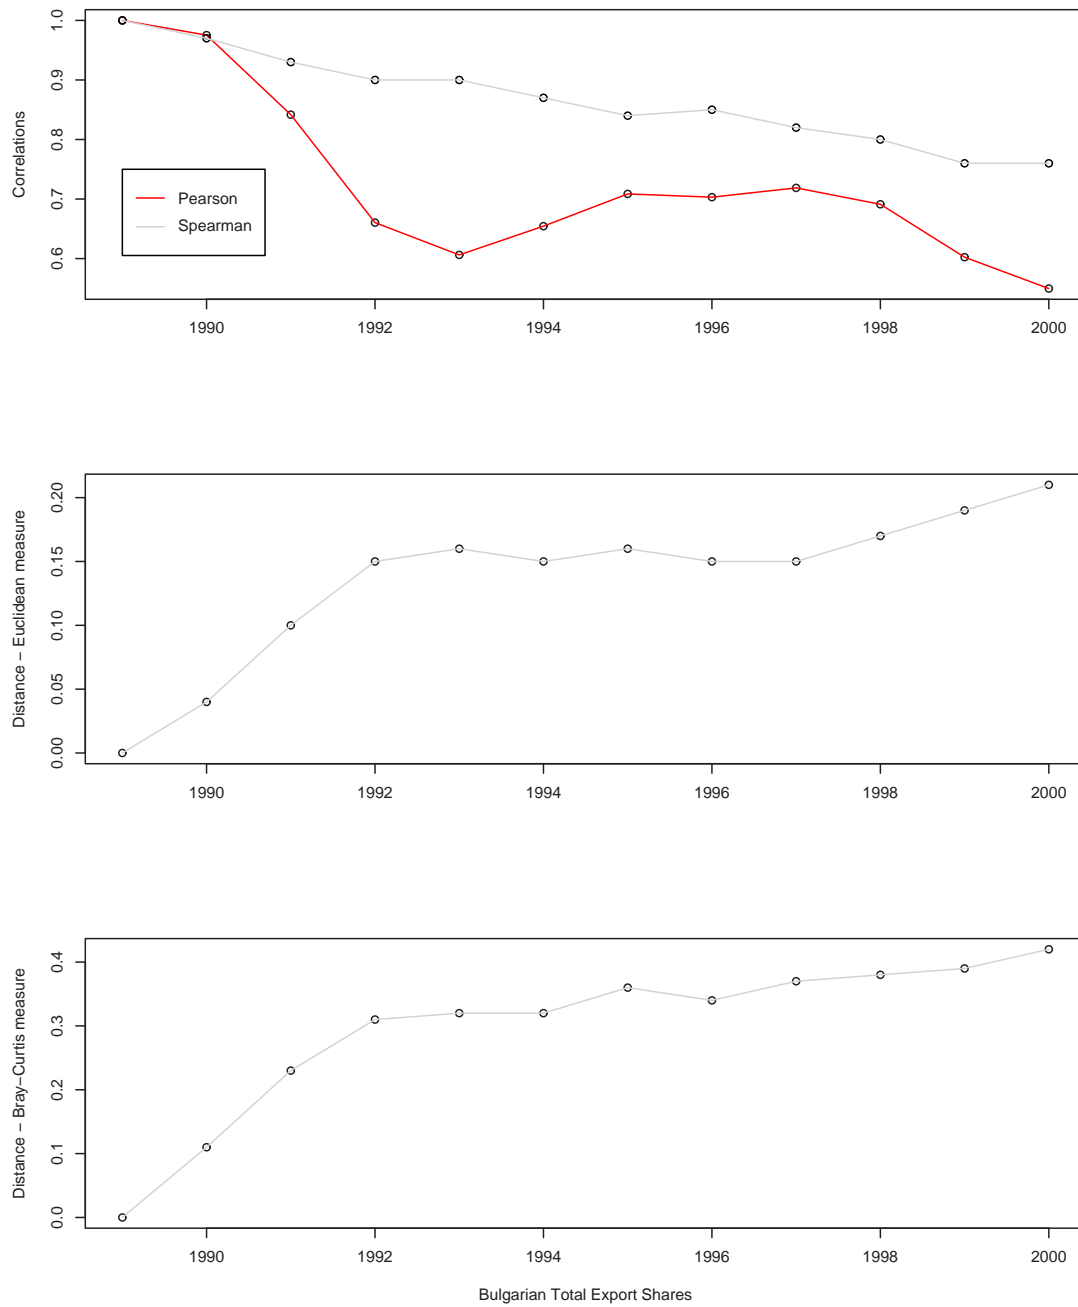 Correlations
1.0
0.9
0.8
0.7
0.6
Pearson
Spearman
1990 1992 1994 1996 1998 2000
Distance − Euclidean measure
0.20
0.15
0.10
0.05
0.00
1990 1992 1994 1996 1998 2000
Distance − Bray−Curtis measure
0.4
0.3
0.2
0.1
0.0
1990 1992 1994 1996 1998 2000
Bulgarian Total Export Shares